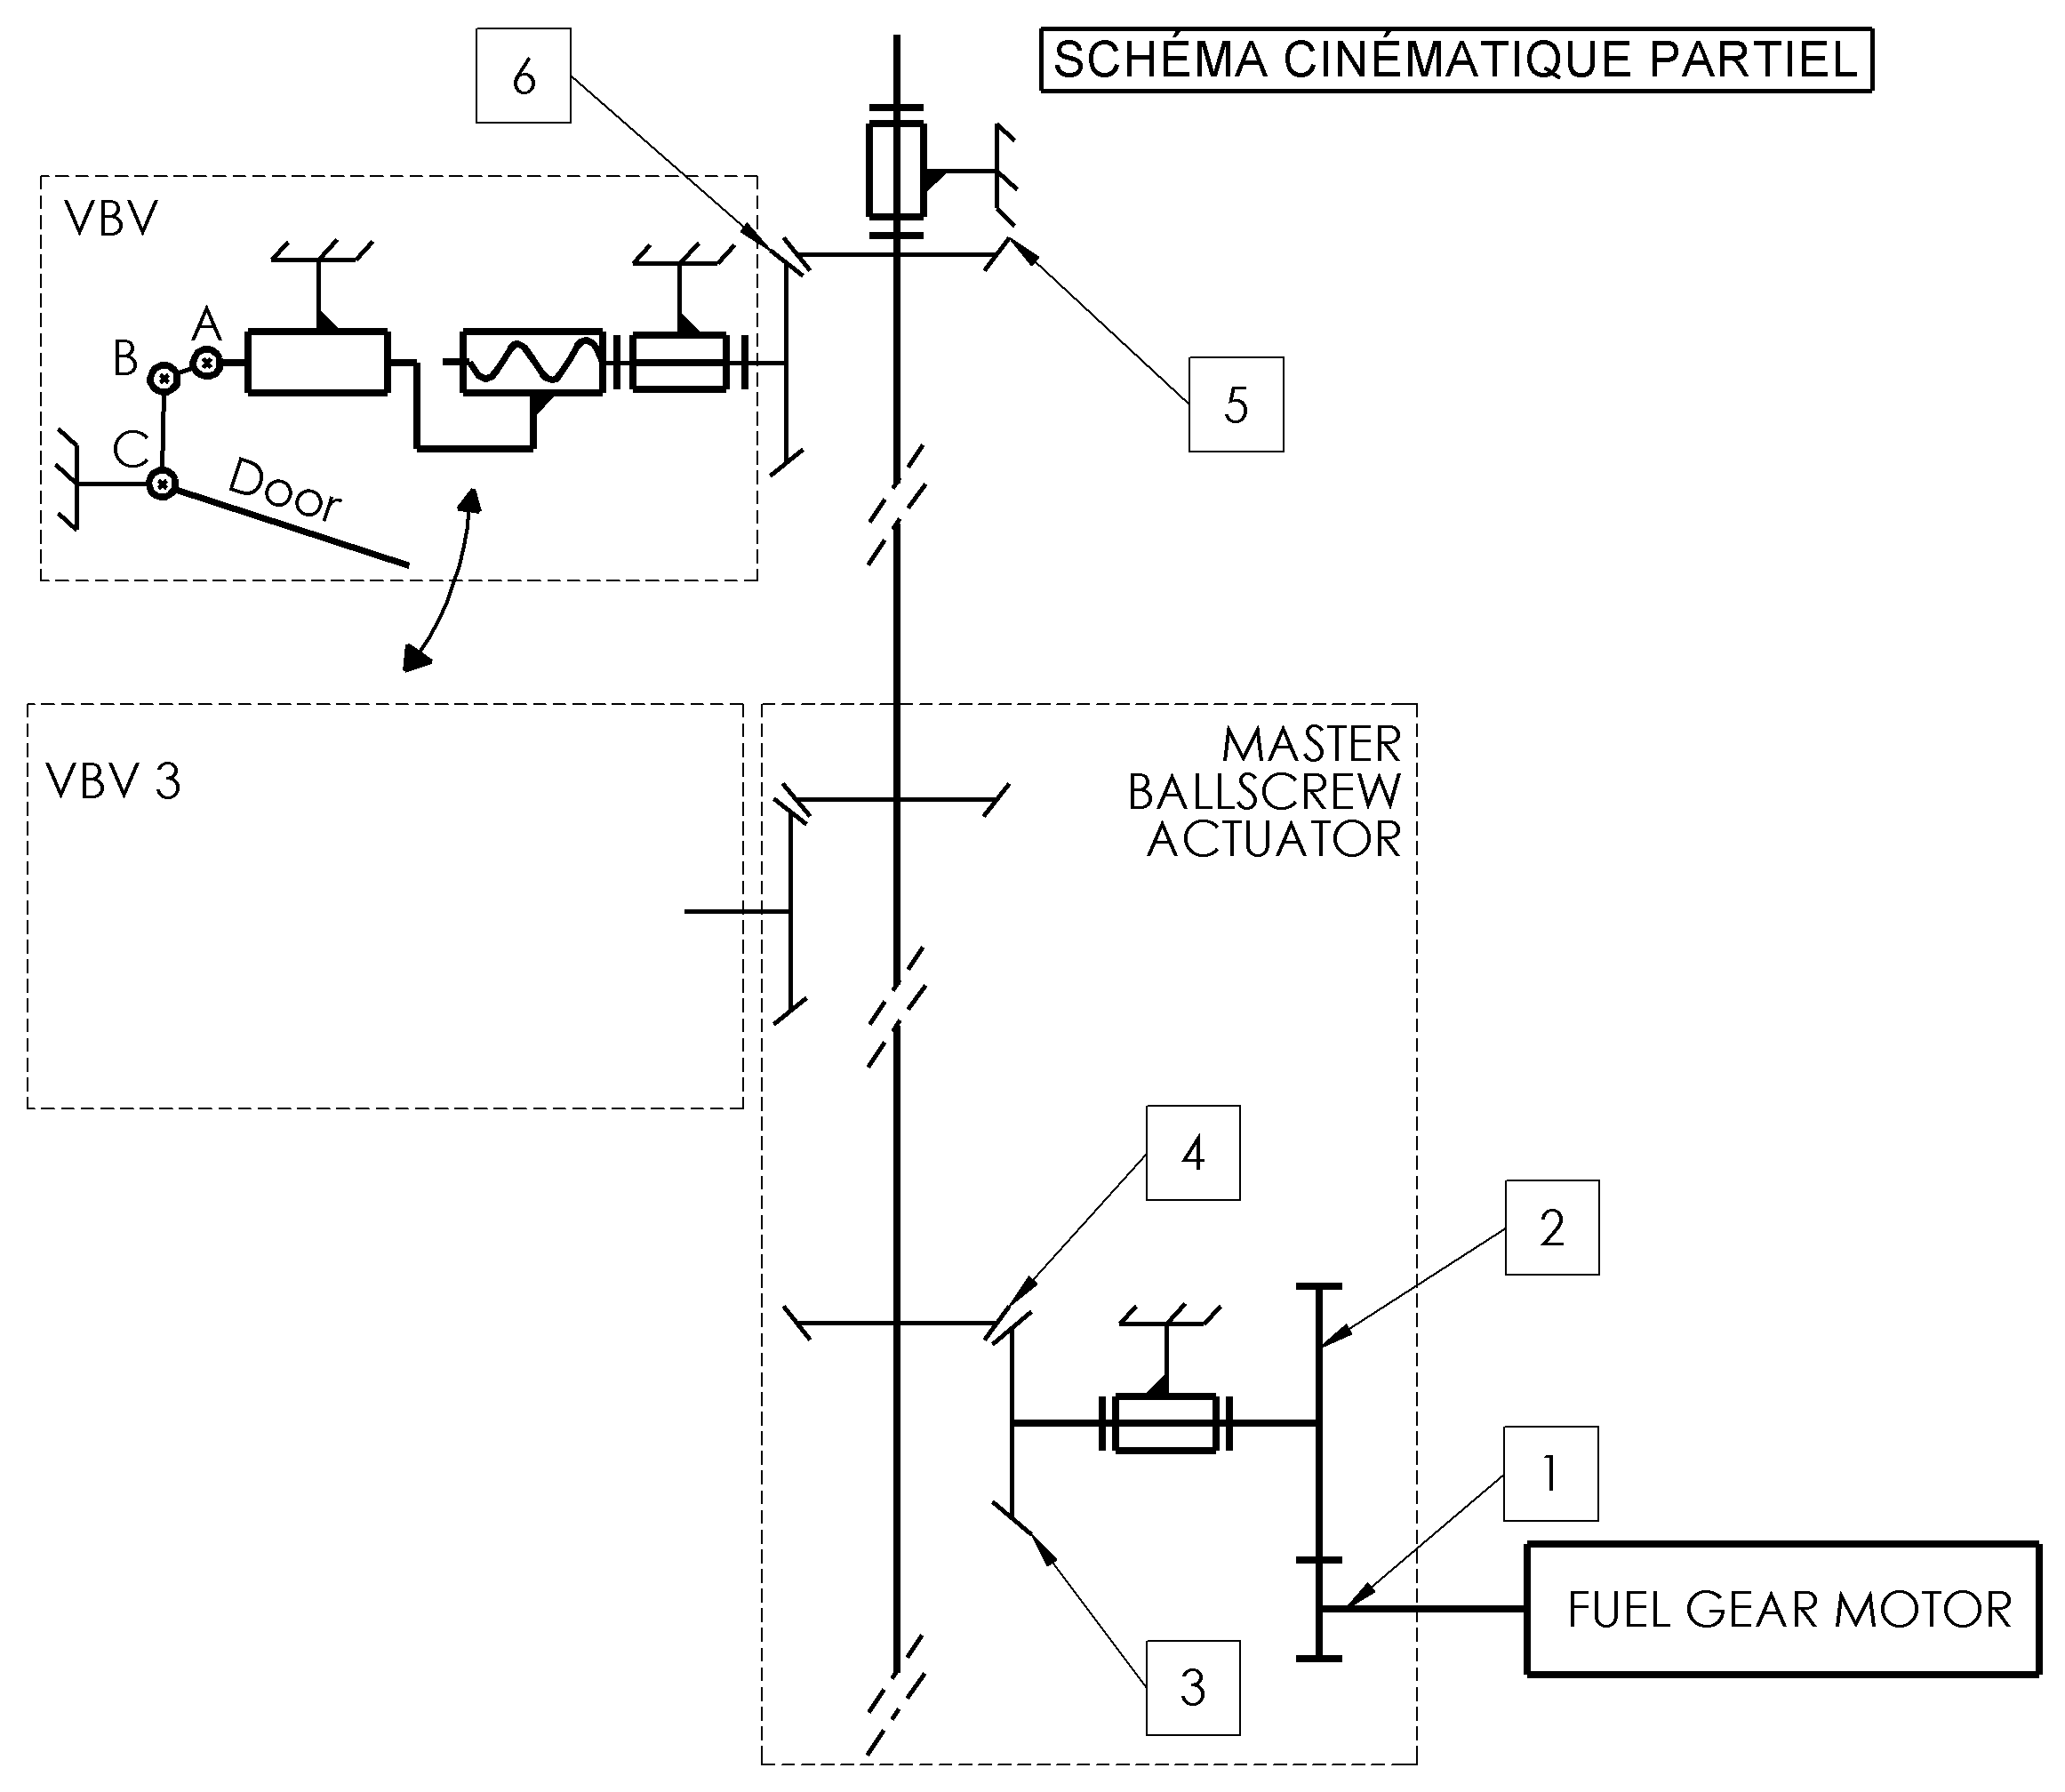 SCHÉMA CINÉMATIQUE PARTIEL
6
VBV
A
B
C
Door
5
VBV 3
MASTER
BALLSCREW
ACTUATOR
4
2
1
3
FUEL GEAR MOTOR